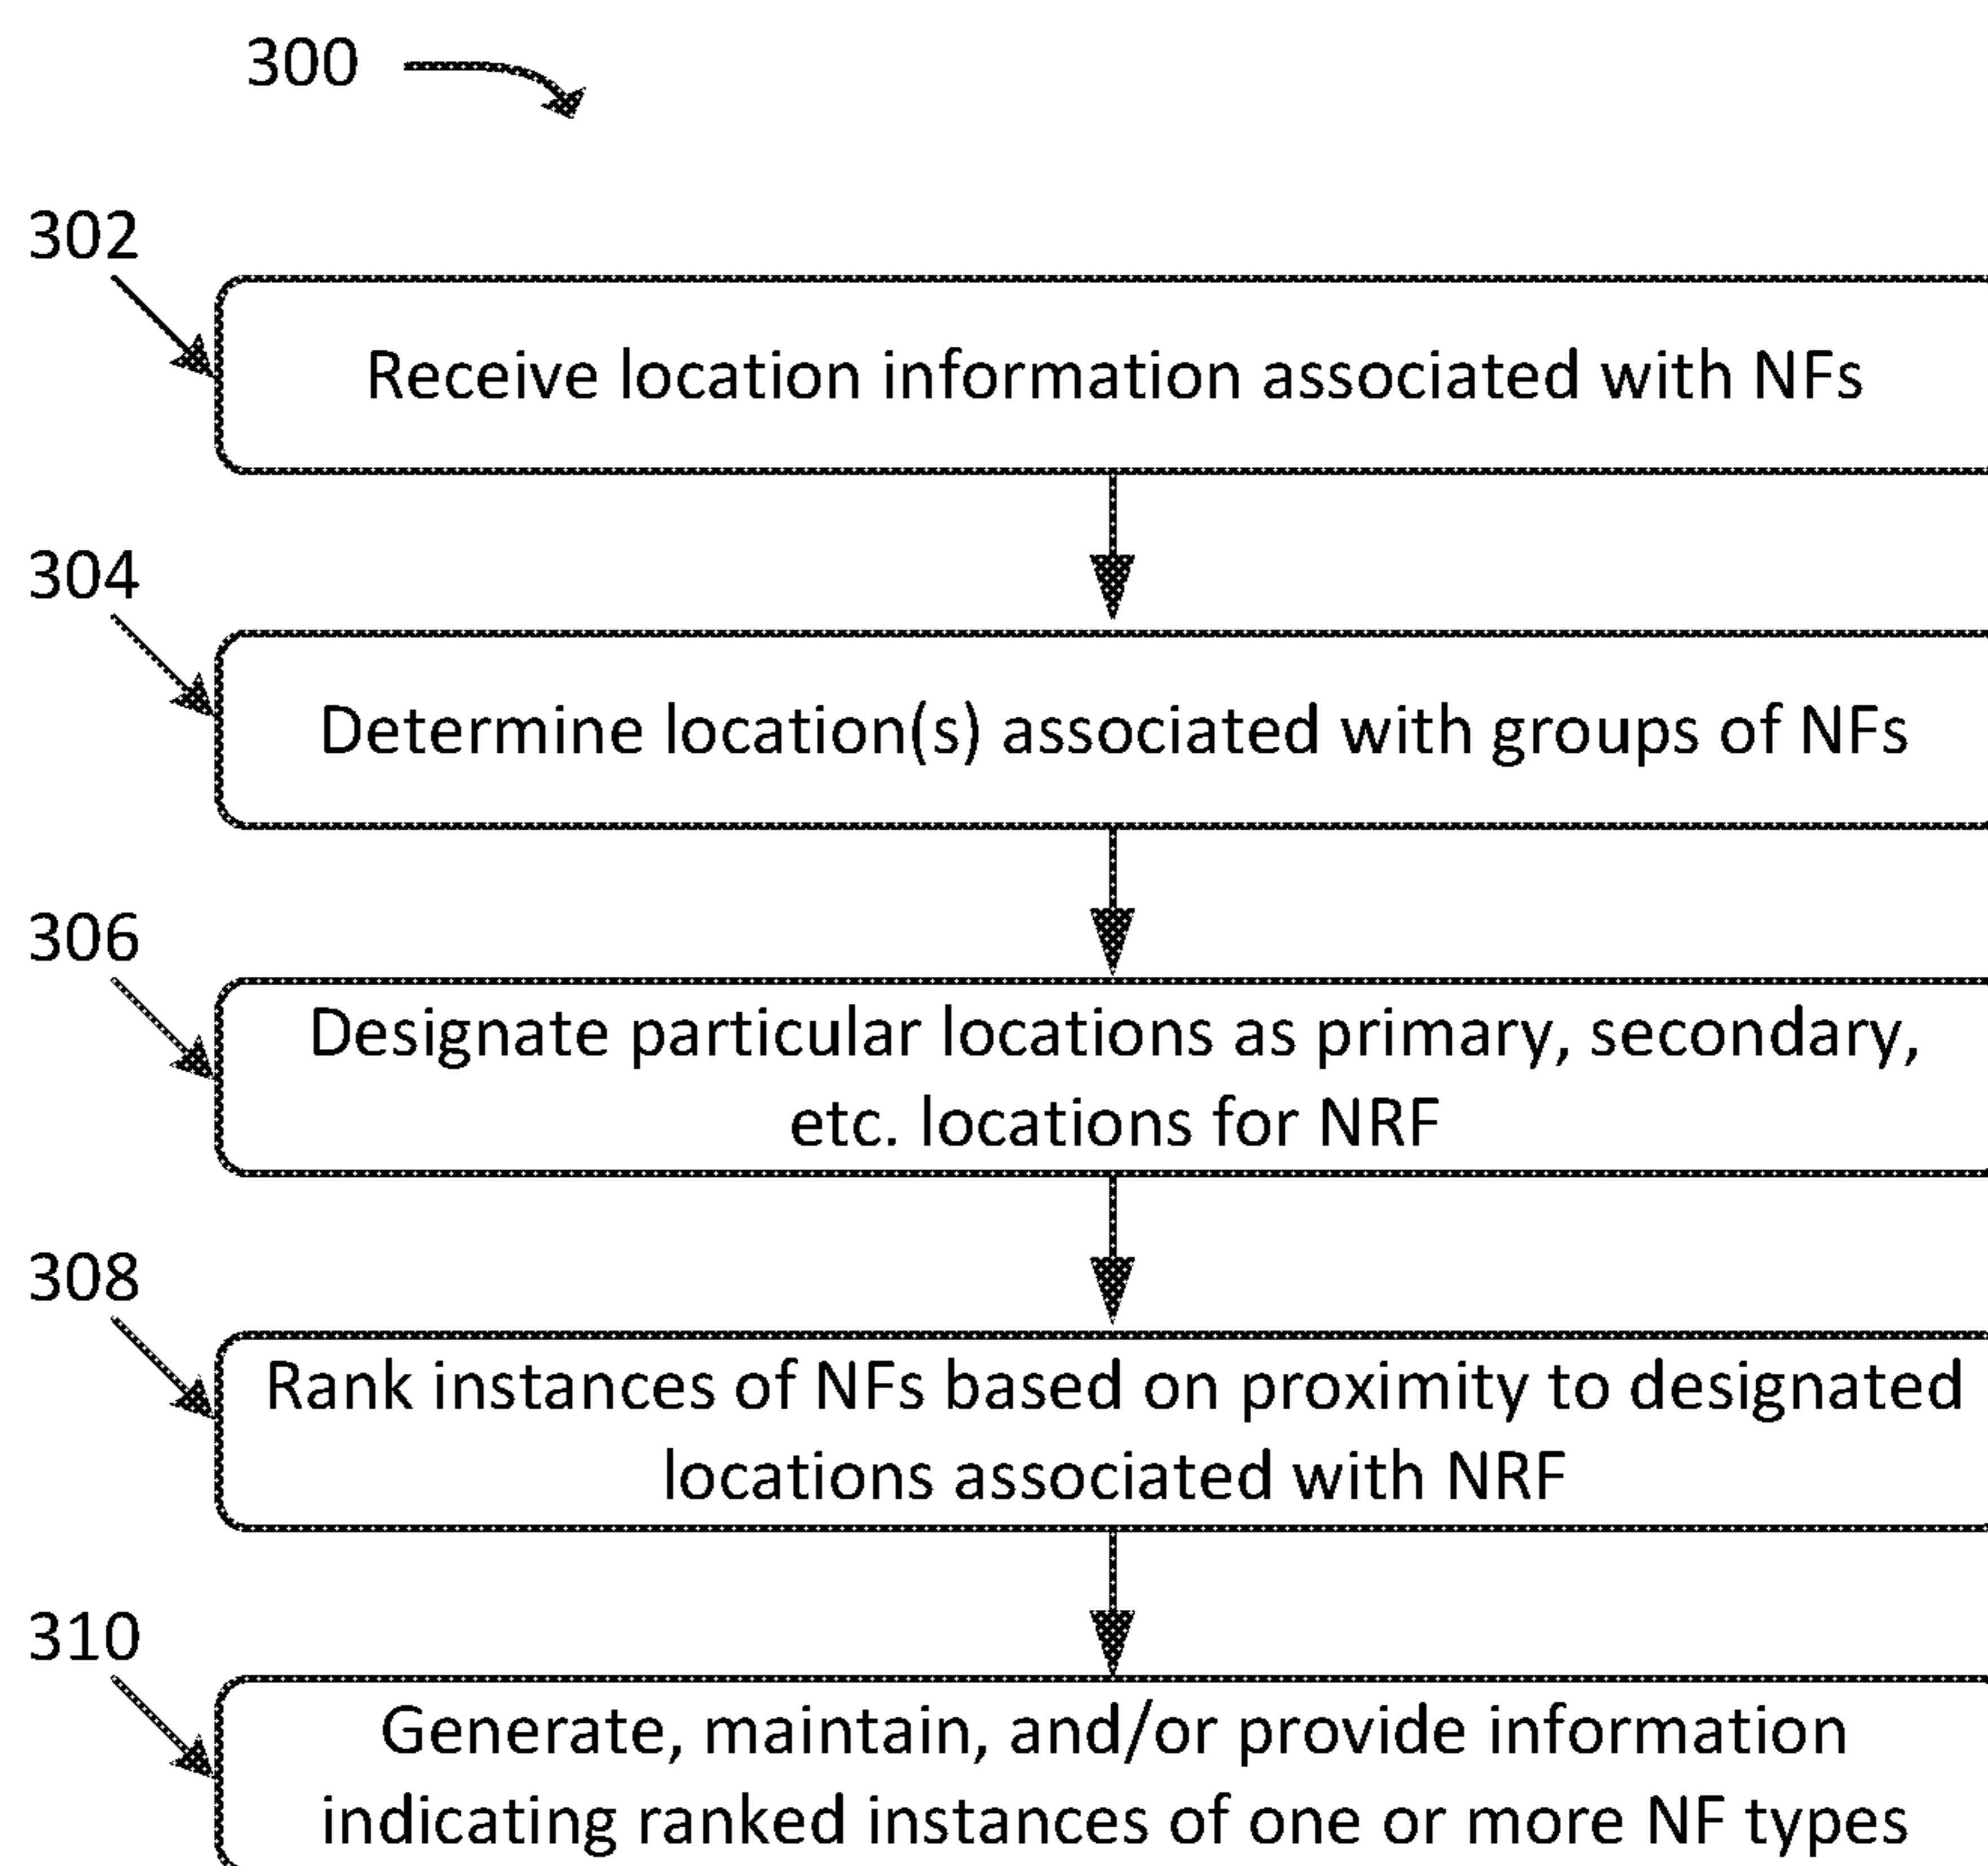 300
302
Receive location information associated with NFs
304
Determine location(s) associated with groups of NFs
306
Designate particular locations as primary, secondary,
etc. locations for NRF
308
Rank instances of NFs based on proximity to designated
locations associated with NRF
310
Generate, maintain, and/or provide information
indicating ranked instances of one or more NF types